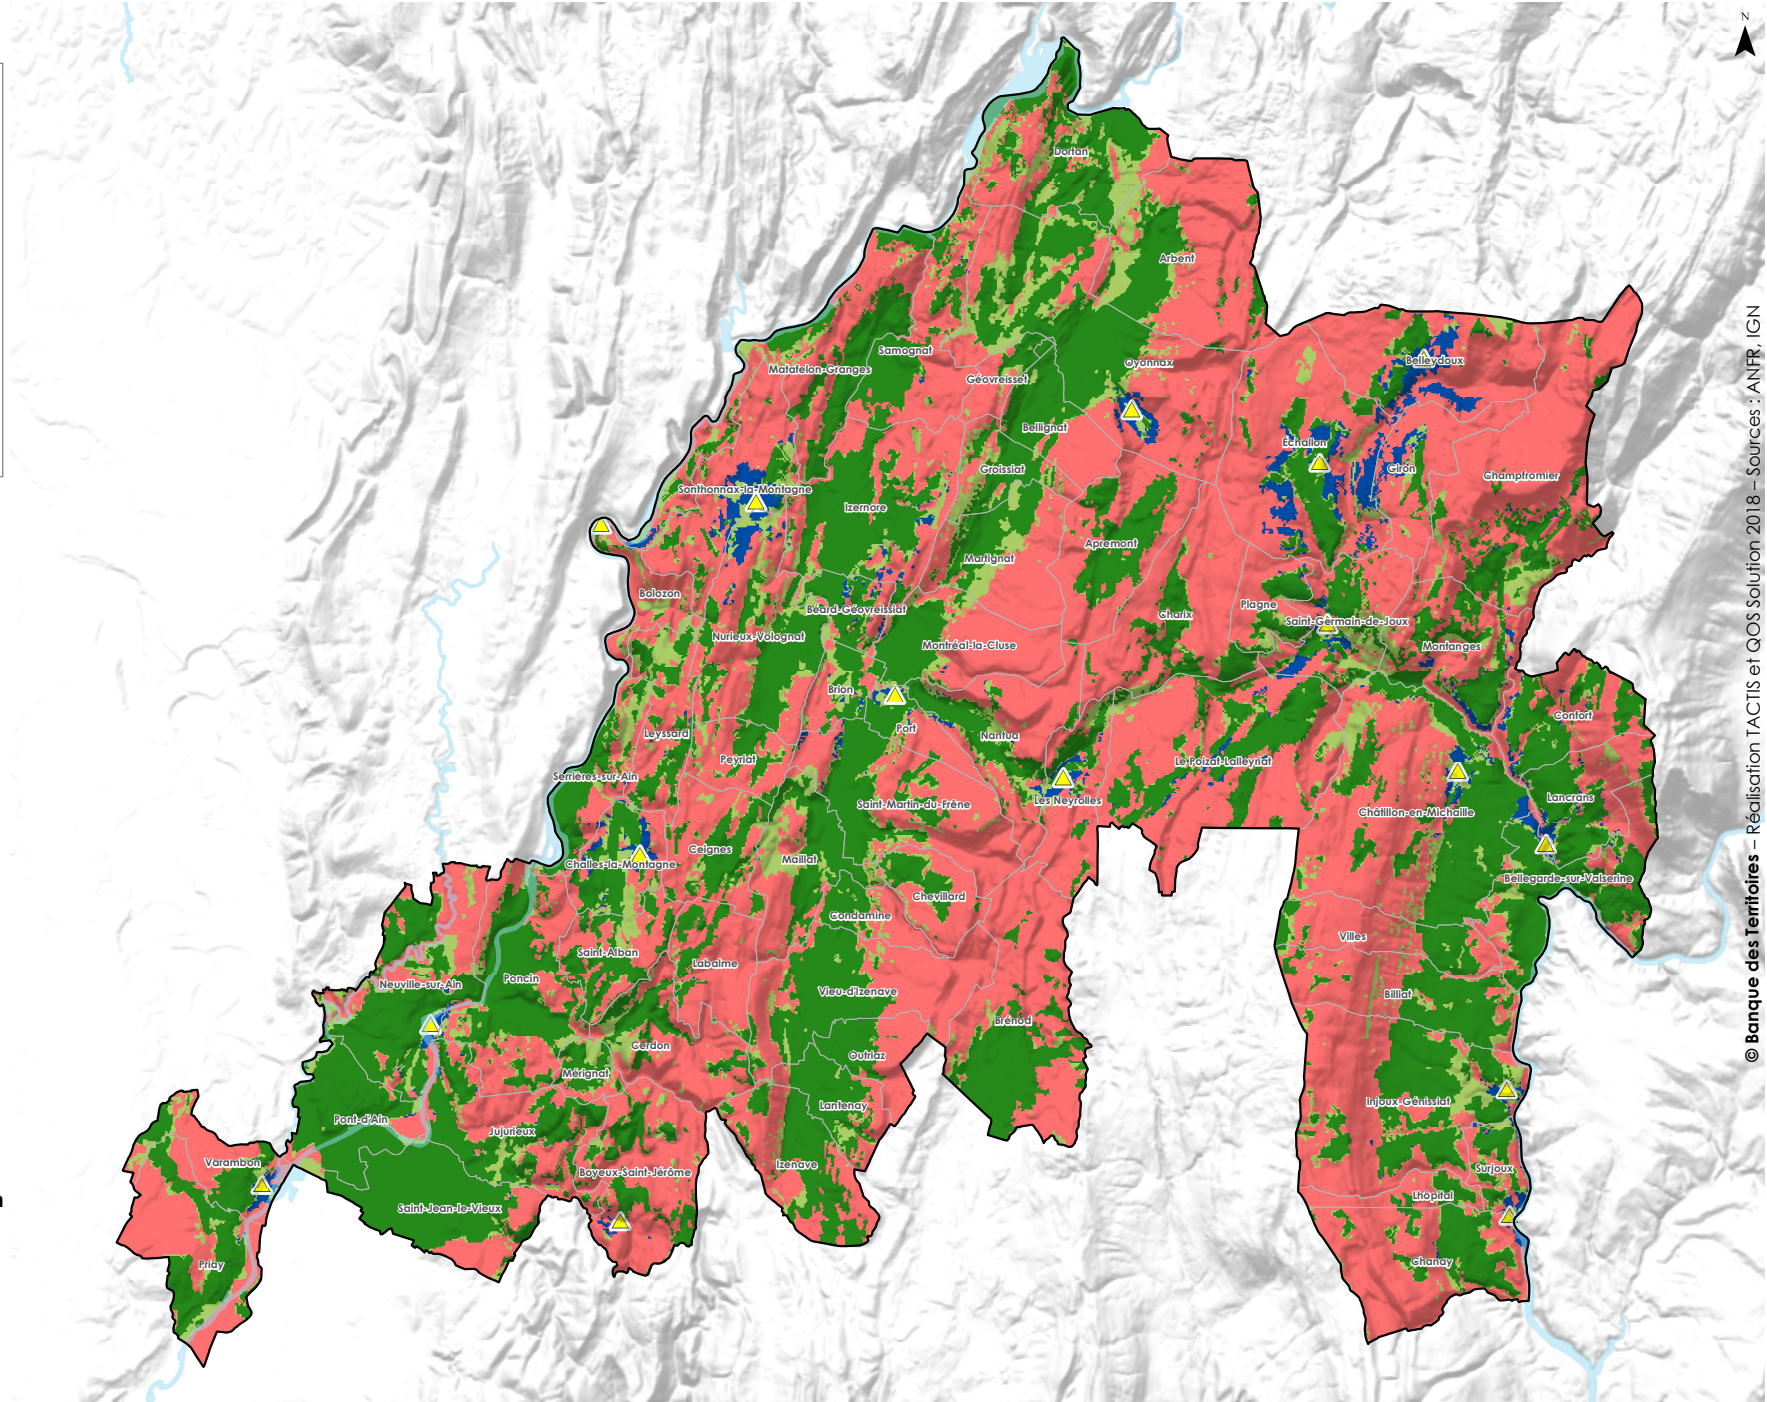 N
Dortan
Arbent
Samognat
Matafelon-Granges
Oyonnax
Belleydoux
Géovreisset
Bellignat
Échallon
Giron
Groissiat
Champfromier
Sonthonnax-la-Montagne
Izernore
Apremont
Martignat
Bolozon
Béard-Géovreissiat
Plagne
Charix
Saint-Germain-de-Joux
Nurieux-Volognat
Montréal-la-Cluse
Montanges
Brion
Confort
Port
Leyssard
Nantua
Peyriat
Le Poizat-Lalleyriat
Serrières-sur-Ain
Les Neyrolles
Lancrans
Saint-Martin-du-Frêne
Châtillon-en-Michaille
Ceignes
Maillat
Challes-la-Montagne
Bellegarde-sur-Valserine
Chevillard
Condamine
Villes
Saint-Alban
Labalme
Poncin
Neuville-sur-Ain
Vieu-d'Izenave
Billiat
Brénod
Cerdon
Outriaz
Mérignat
Injoux-Génissiat
Lantenay
Pont-d'Ain
Jujurieux
Varambon
Izenave
Surjoux
Boyeux-Saint-Jérôme
Lhôpital
Saint-Jean-le-Vieux
Priay
Chanay
© Banque des Territoires – Réalisation TACTIS et QOS Solution 2018 – Sources : ANFR, IGN